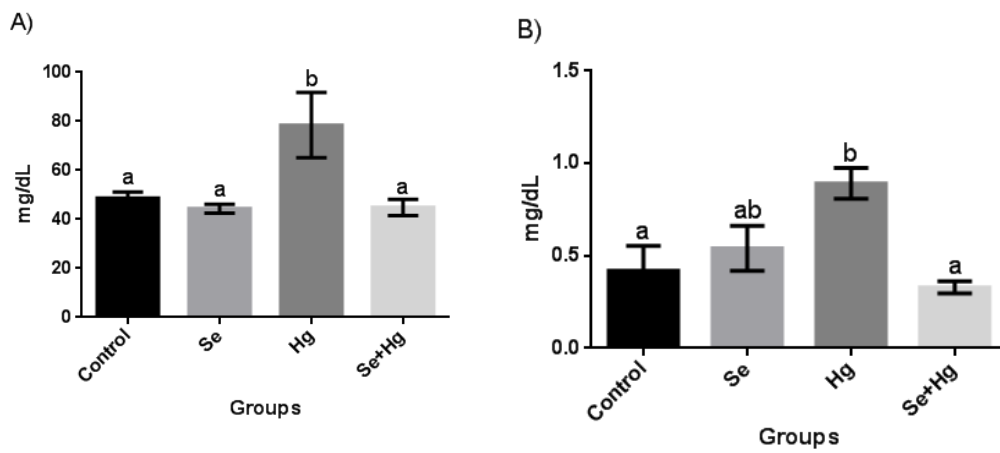 A)
mg/dL
100
80
60
40
20
0
a
a
b
a
Control
Se
Hg
Se+Hg
Groups
B)
mg/dL
1.5
1.0
0.5
0.0
a
ab
b
a
Control
Se
Hg
Se+Hg
Groups